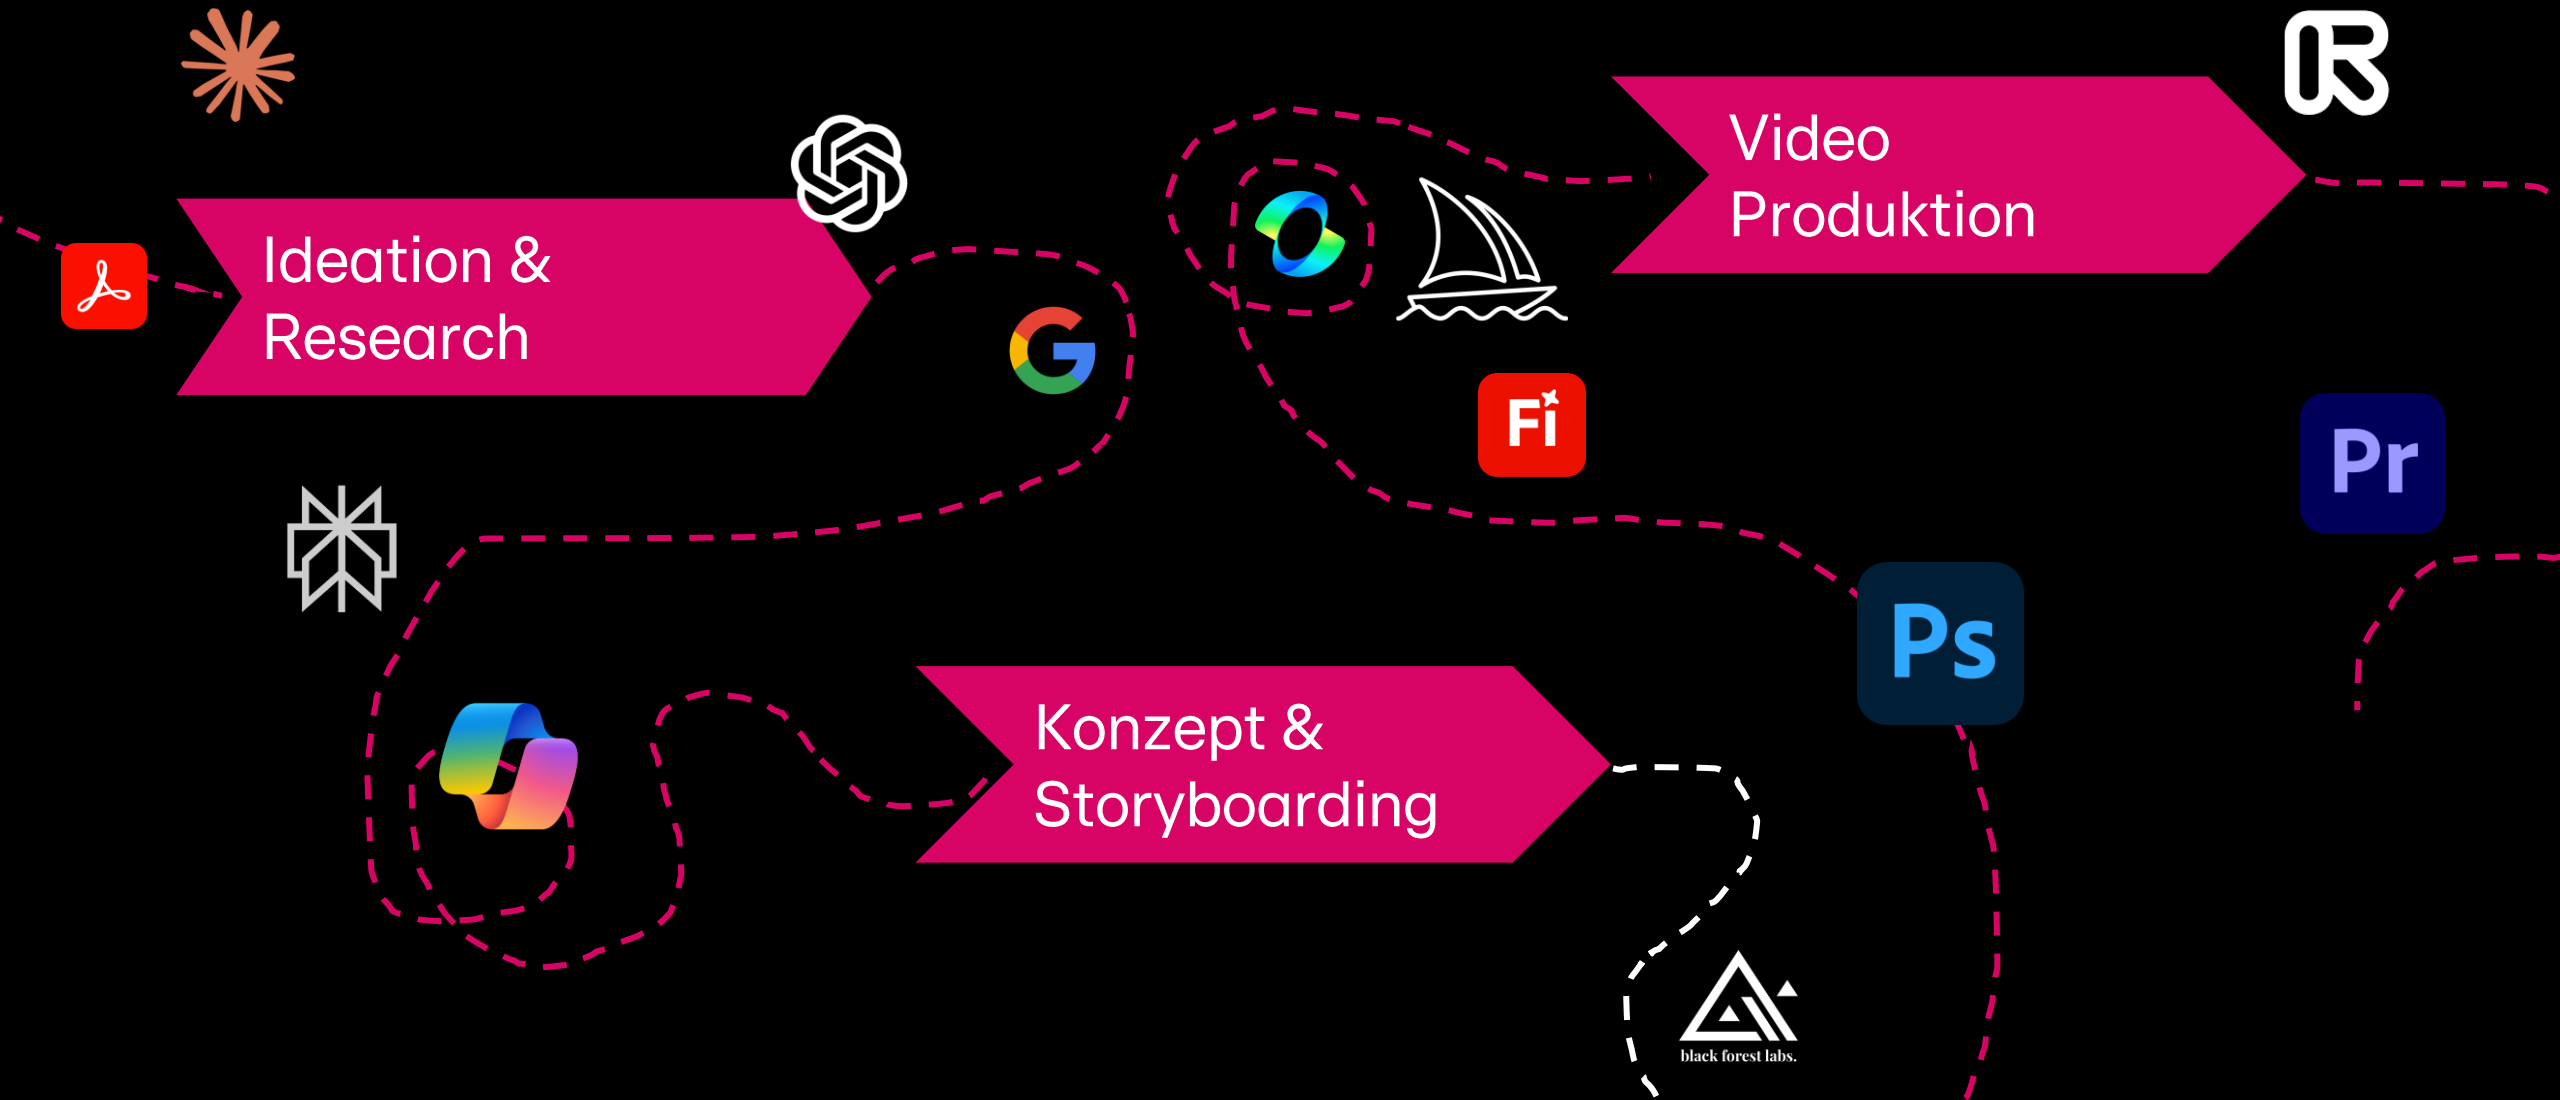 Ideation &
Research
Video
Produktion
Fi
Pr
Ps
Konzept &
Storyboarding
black forest labs.